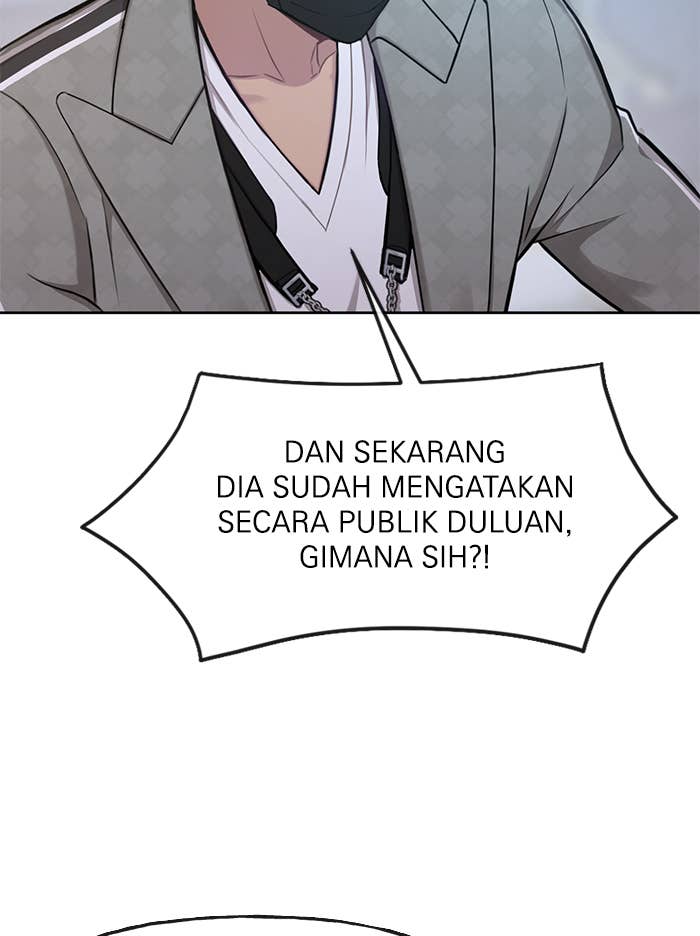 DAN SEKARANG
DIA SUDAH MENGATAKAN
SECARA PUBLIK DULUAN,
GIMANA SIH?!